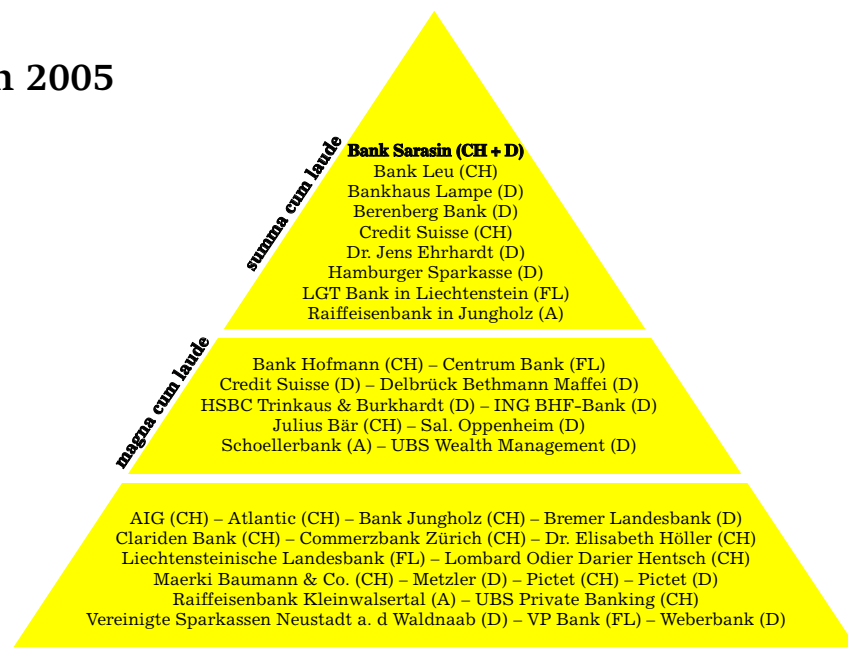 n 2005
summa cum laude
Bank Sarasin (CH + D)
Bank Leu (CH)
Bankhaus Lampe (D)
Berenberg Bank (D)
Credit Suisse (CH)
Dr. Jens Ehrhardt (D)
Hamburger Sparkasse (D)
LGT Bank in Liechtenstein (FL)
Raiffeisenbank in Jungholz (A)
magna cum laude
Bank Hofmann (CH) – Centrum Bank (FL)
Credit Suisse (D) – Delbrück Bethmann Maffei (D)
HSBC Trinkaus & Burkhardt (D) – ING BHF-Bank (D)
Julius Bär (CH) – Sal. Oppenheim (D)
Schoellerbank (A) – UBS Wealth Management (D)
AIG (CH) – Atlantic (CH) – Bank Jungholz (CH) – Bremer Landesbank (D)
Clariden Bank (CH) – Commerzbank Zürich (CH) – Dr. Elisabeth Höller (CH)
Liechtensteinische Landesbank (FL) – Lombard Odier Darier Hentsch (CH)
Maerki Baumann & Co. (CH) – Metzler (D) – Pictet (CH) – Pictet (D)
Raiffeisenbank Kleinwalsertal (A) – UBS Private Banking (CH)
Vereinigte Sparkassen Neustadt a. d Waldnaab (D) – VP Bank (FL) – Weberbank (D)